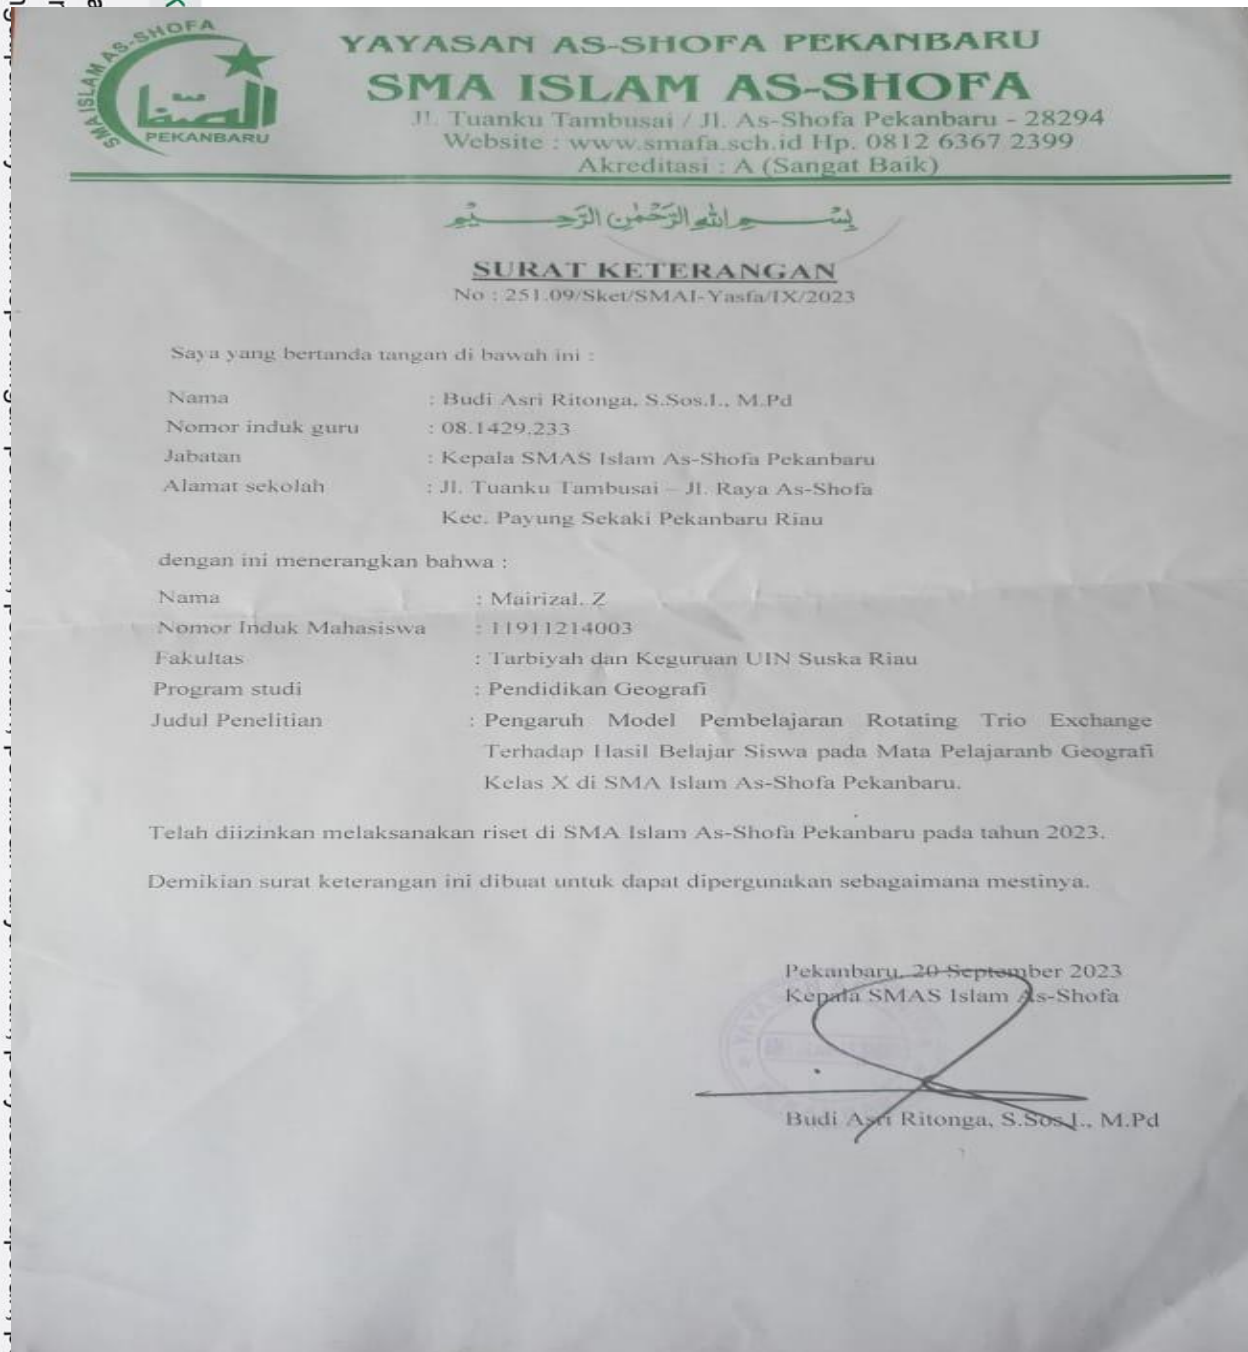 SMA ISLAM AS-SHOFA
الصفا
PEKANBARU
YAYASAN AS-SHOFA PEKANBARU
SMA ISLAM AS-SHOFA
Jl. Tuanku Tambusai / Jl. As-Shofa Pekanbaru - 28294
Website : www.smafa.sch.id Hp. 0812 6367 2399
Akreditasi : A (Sangat Baik)
بِسْــــمِ اللهِ الرَّحْمٰنِ الرَّحِــــيْمِ
SURAT KETERANGAN
No : 251.09/Sket/SMAI-Yasfa/IX/2023
Saya yang bertanda tangan di bawah ini :
Nama : Budi Asri Ritonga, S.Sos.I., M.Pd
Nomor induk guru : 08.1429.233
Jabatan : Kepala SMAS Islam As-Shofa Pekanbaru
Alamat sekolah : Jl. Tuanku Tambusai – Jl. Raya As-Shofa
Kec. Payung Sekaki Pekanbaru Riau
dengan ini menerangkan bahwa :
Nama : Mairizal. Z
Nomor Induk Mahasiswa : 11911214003
Fakultas : Tarbiyah dan Keguruan UIN Suska Riau
Program studi : Pendidikan Geografi
Judul Penelitian : Pengaruh Model Pembelajaran Rotating Trio Exchange
Terhadap Hasil Belajar Siswa pada Mata Pelajaranb Geografi
Kelas X di SMA Islam As-Shofa Pekanbaru.
Telah diizinkan melaksanakan riset di SMA Islam As-Shofa Pekanbaru pada tahun 2023.
Demikian surat keterangan ini dibuat untuk dapat dipergunakan sebagaimana mestinya.
Pekanbaru, 20 September 2023
Kepala SMAS Islam As-Shofa
Budi Asri Ritonga, S.Sos.I., M.Pd